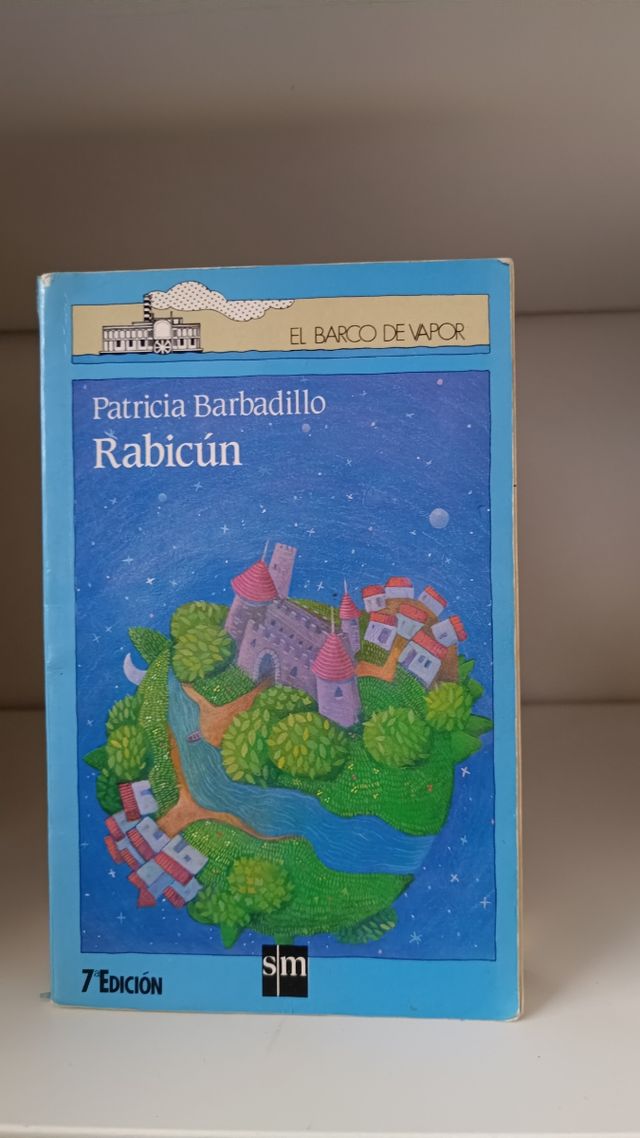 EL BARCO DE VAPOR
Patricia Barbadillo
Rabicún
7ª EDICIÓN
sm